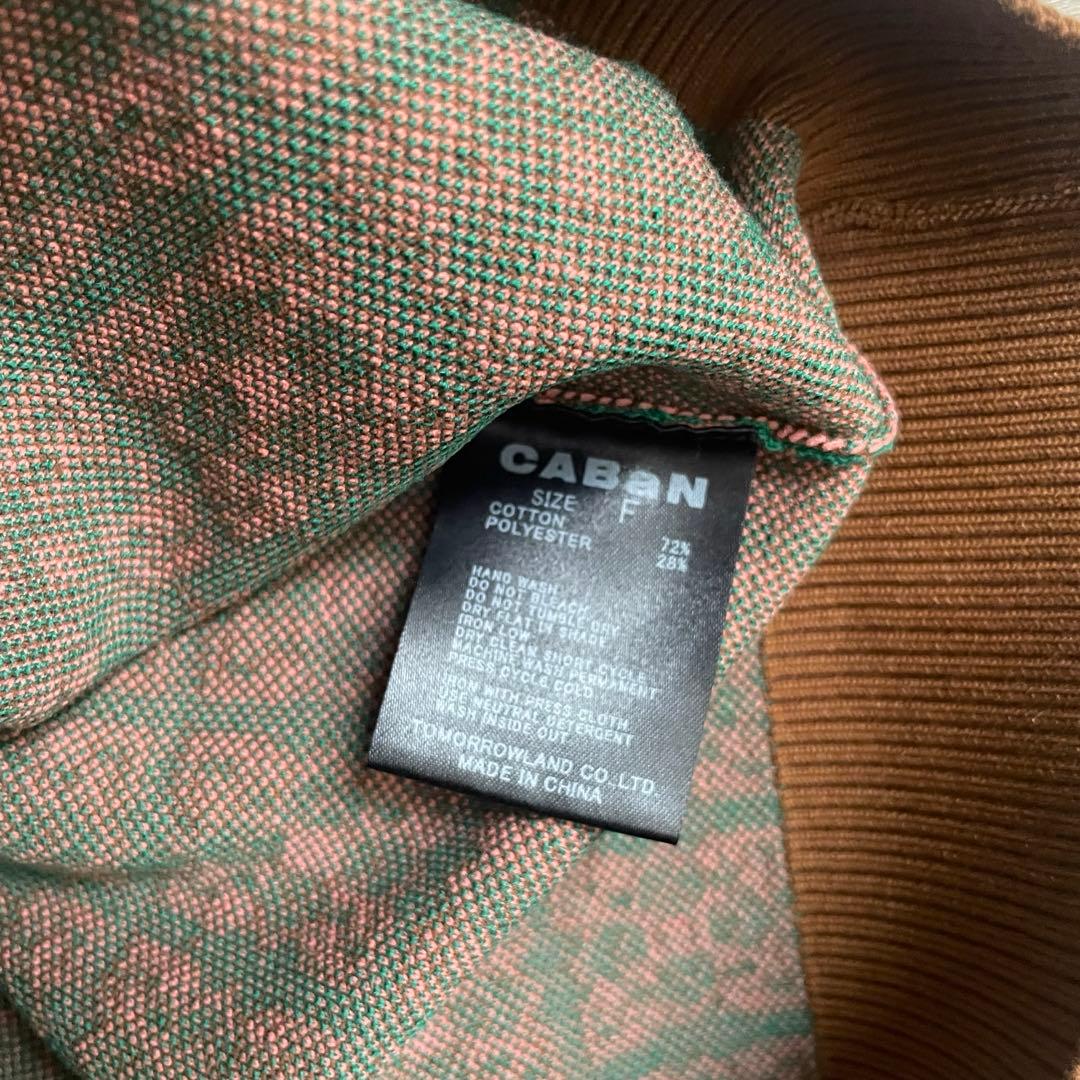 CABaN
SIZE F
COTTON 72%
POLYESTER 28%
HAND WASH
DO NOT BLEACH
DO NOT TUMBLE DRY
DRY FLAT IN SHADE
IRON LOW
DRY CLEAN SHORT CYCLE
MACHINE WASH PERMANENT
PRESS CYCLE COLD
IRON WITH PRESS CLOTH
USE NEUTRAL DETERGENT
WASH INSIDE OUT
TOMORROWLAND CO.,LTD.
MADE IN CHINA